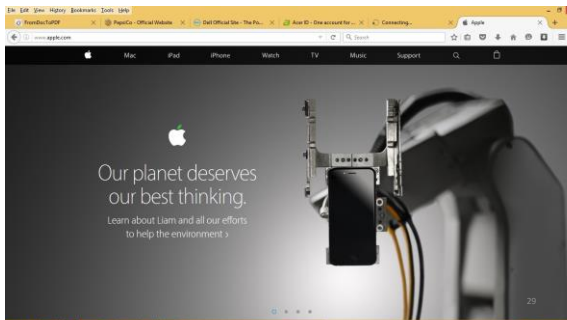 File Edit View History Bookmarks Tools Help
FromDocToPDF PepsiCo - Official Website Dell Official Site - The Po... Acer ID - One account for ... Connecting... Apple
www.apple.com Search
Mac iPad iPhone Watch TV Music Support
Our planet deserves
our best thinking.
Learn about Liam and all our efforts
to help the environment >
29